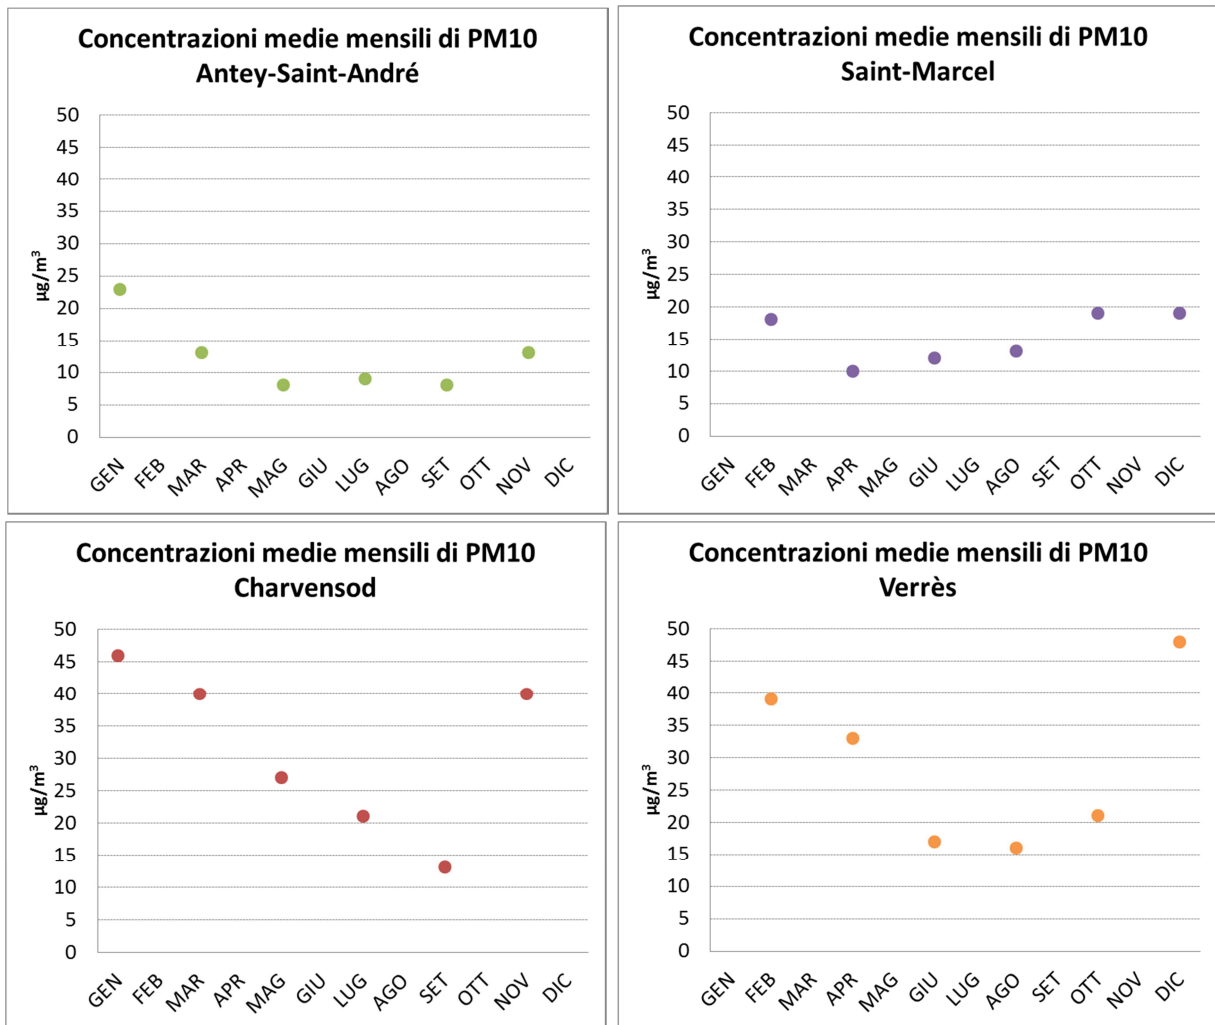 Concentrazioni medie mensili di PM10
Antey-Saint-André
50
45
40
35
30
25
20
15
10
5
0
µg/m³
GEN
FEB
MAR
APR
MAG
GIU
LUG
AGO
SET
OTT
NOV
DIC
Concentrazioni medie mensili di PM10
Saint-Marcel
50
45
40
35
30
25
20
15
10
5
0
µg/m³
GEN
FEB
MAR
APR
MAG
GIU
LUG
AGO
SET
OTT
NOV
DIC
Concentrazioni medie mensili di PM10
Charvensod
50
45
40
35
30
25
20
15
10
5
0
µg/m³
GEN
FEB
MAR
APR
MAG
GIU
LUG
AGO
SET
OTT
NOV
DIC
Concentrazioni medie mensili di PM10
Verrès
50
45
40
35
30
25
20
15
10
5
0
µg/m³
GEN
FEB
MAR
APR
MAG
GIU
LUG
AGO
SET
OTT
NOV
DIC